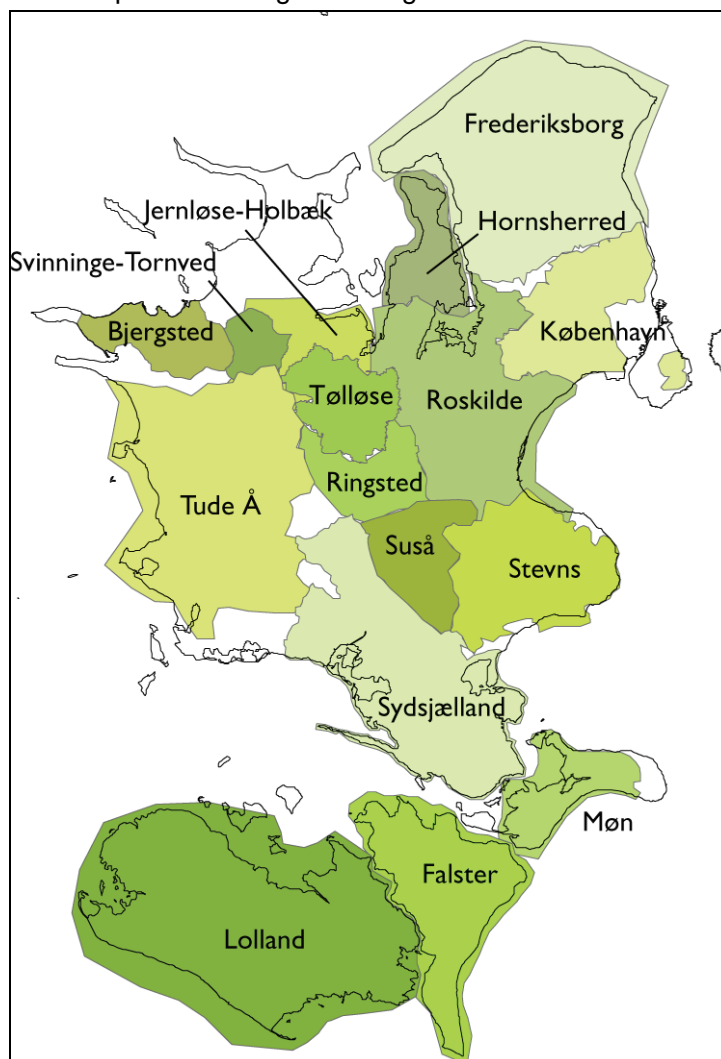 Frederiksborg
Jernløse-Holbæk
Hornsherred
Svinninge-Tornved
Bjergsted
København
Tølløse
Roskilde
Ringsted
Tude Å
Suså
Stevns
Sydsjælland
Møn
Falster
Lolland